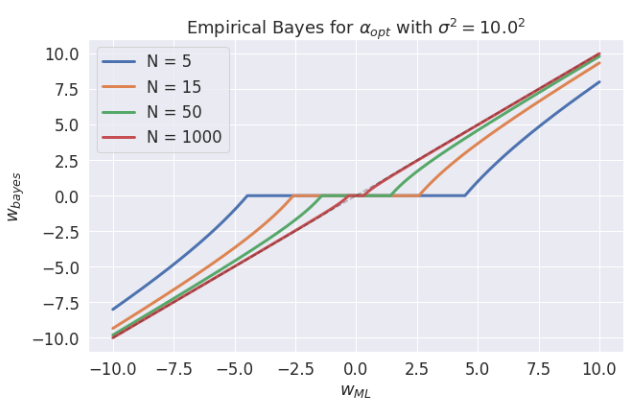 Empirical Bayes for α_opt with σ² = 10.0²
N = 5
N = 15
N = 50
N = 1000
10.0
7.5
5.0
2.5
0.0
−2.5
−5.0
−7.5
−10.0
w_bayes
−10.0 −7.5 −5.0 −2.5 0.0 2.5 5.0 7.5 10.0
w_ML